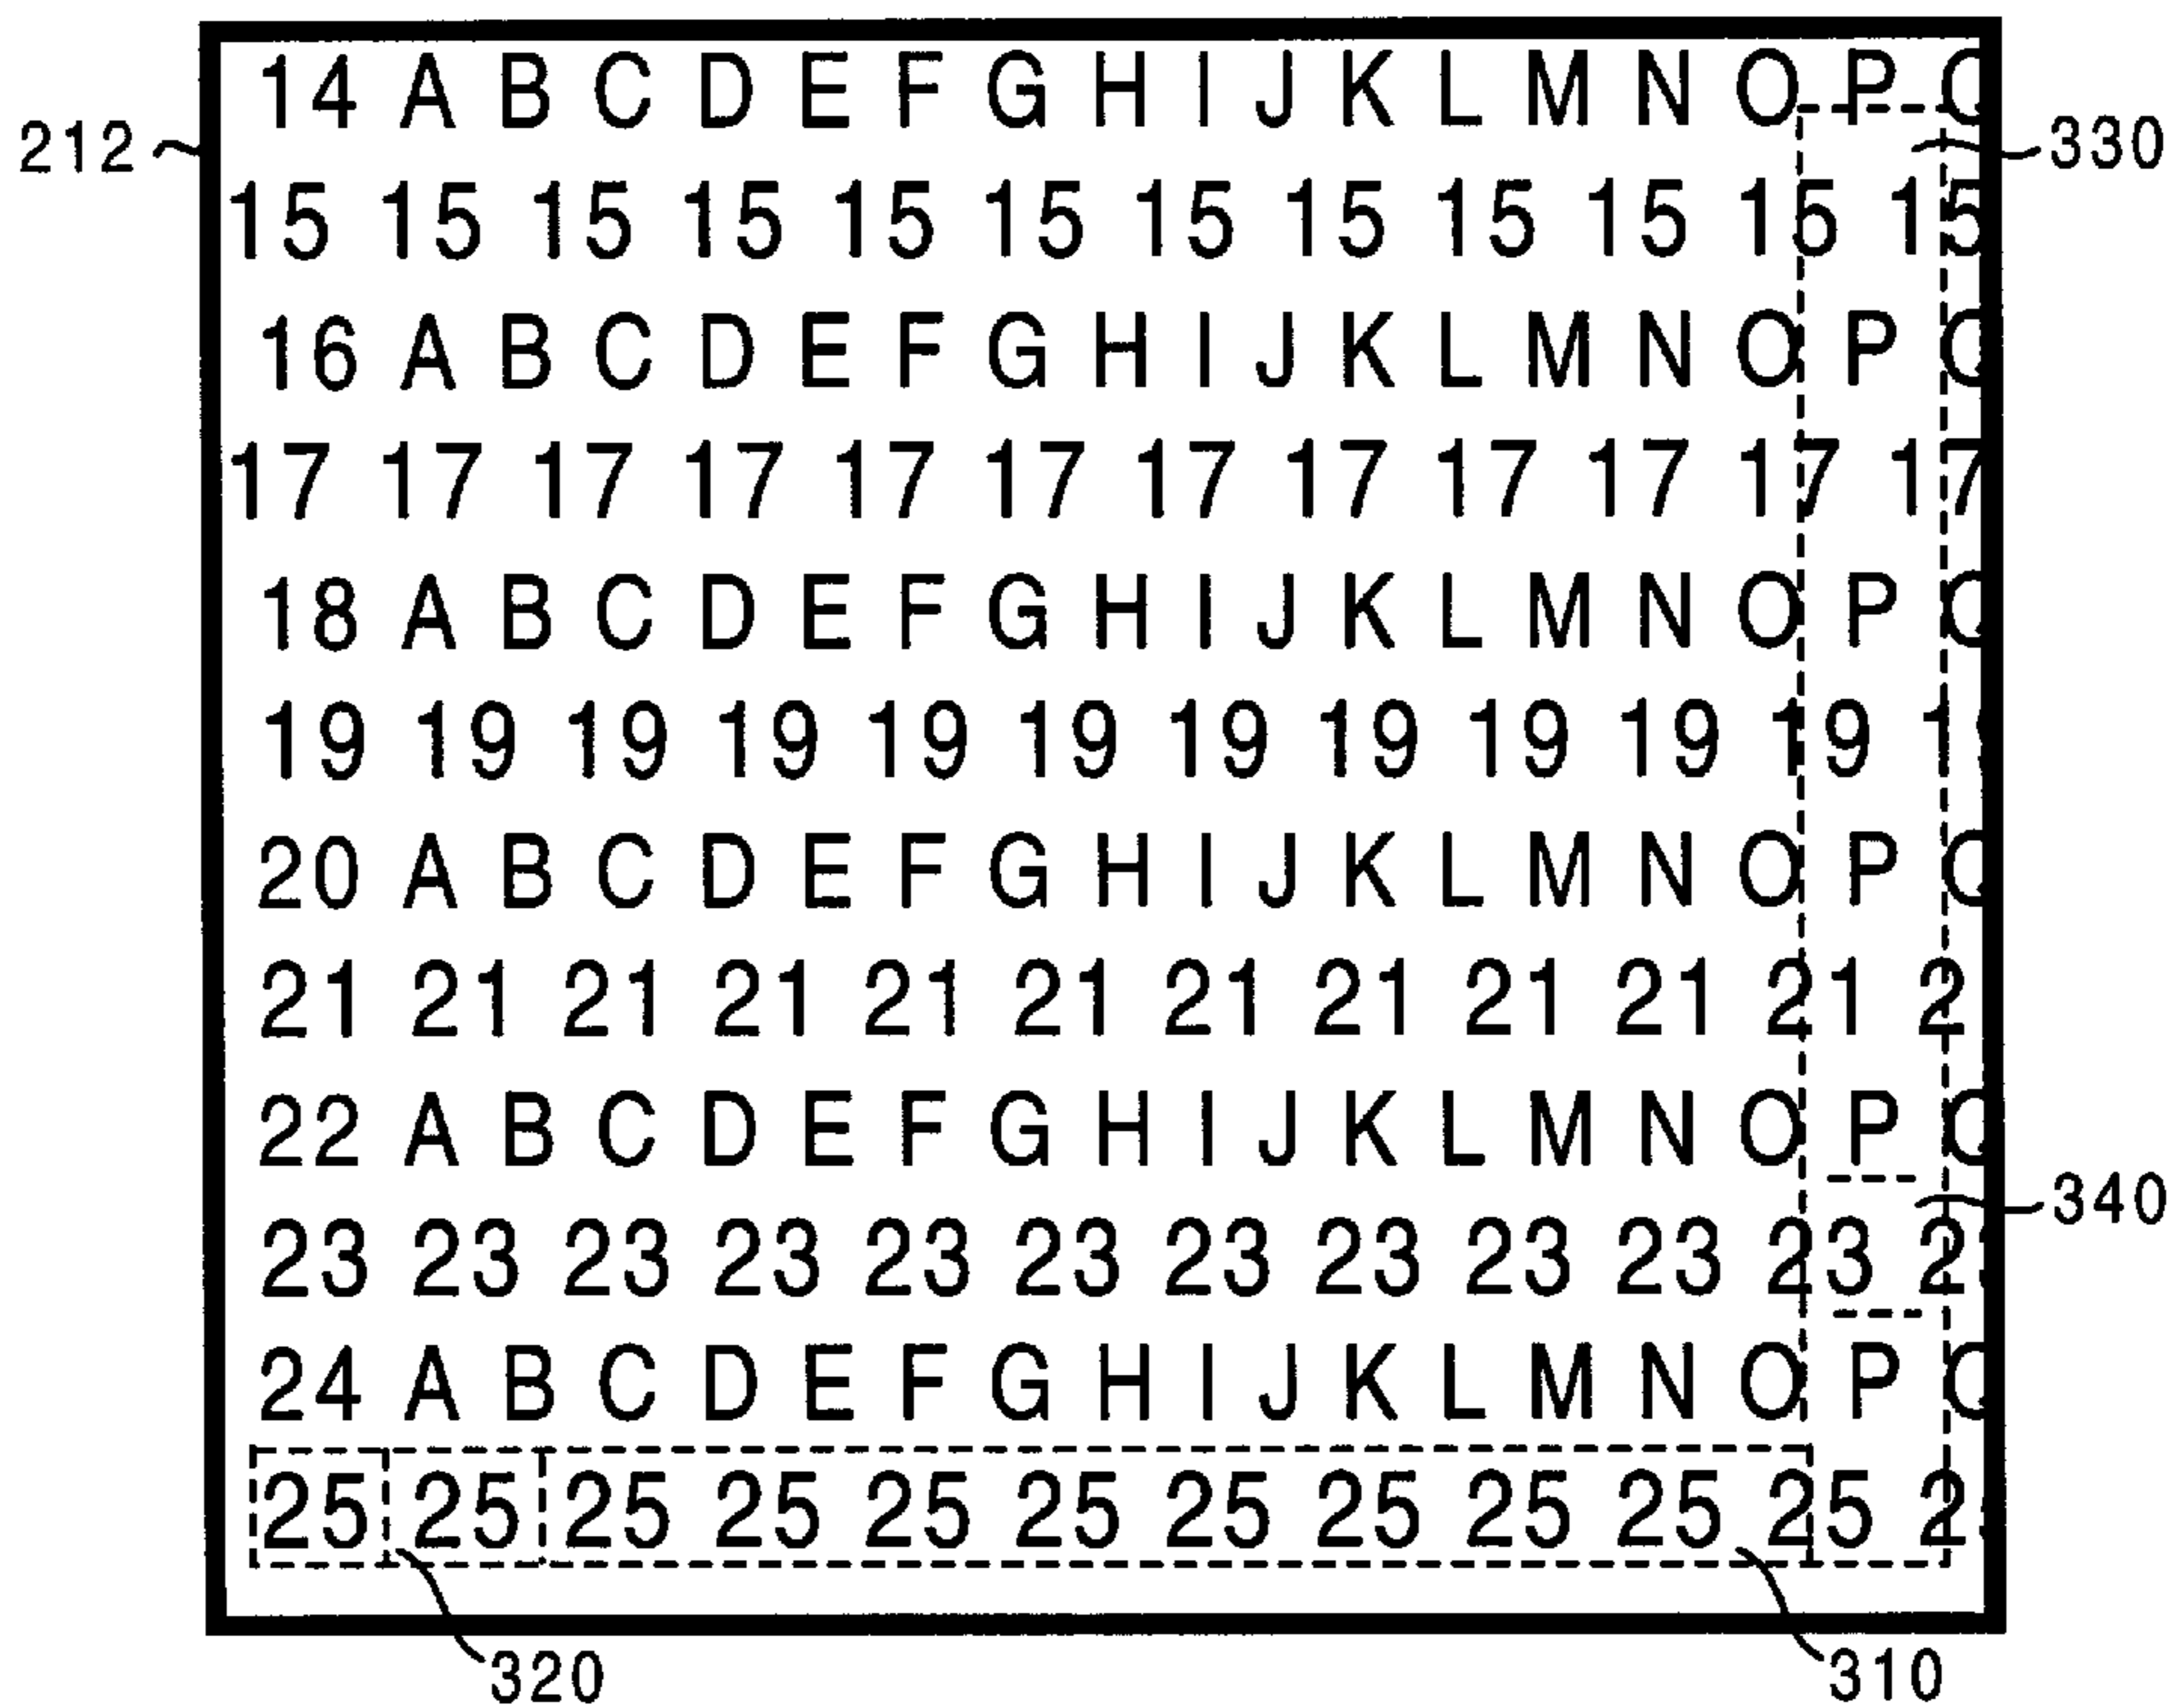 14 A B C D E F G H I J K L M N O P Q
212
330
15 15 15 15 15 15 15 15 15 15 15 15
16 A B C D E F G H I J K L M N O P Q
17 17 17 17 17 17 17 17 17 17 17 17
18 A B C D E F G H I J K L M N O P Q
19 19 19 19 19 19 19 19 19 19 19 1
20 A B C D E F G H I J K L M N O P Q
21 21 21 21 21 21 21 21 21 21 21 2
22 A B C D E F G H I J K L M N O P Q
340
23 23 23 23 23 23 23 23 23 23 23 2
24 A B C D E F G H I J K L M N O P Q
25 25 25 25 25 25 25 25 25 25 25 2
320
310